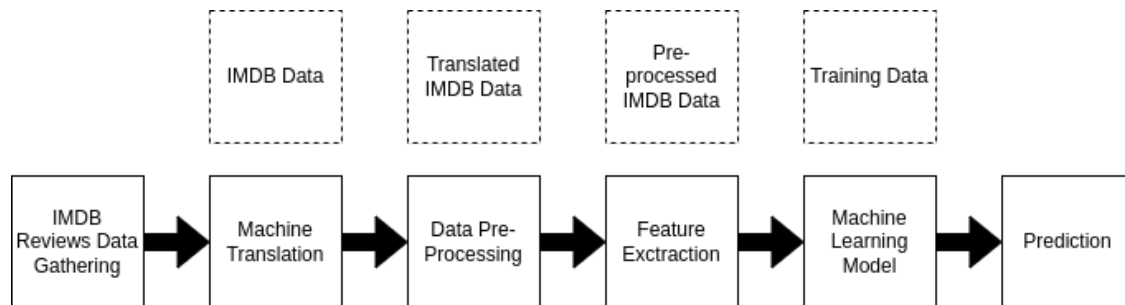 IMDB Data
Translated
IMDB Data
Pre-
processed
IMDB Data
Training Data
IMDB
Reviews Data
Gathering
Machine
Translation
Data Pre-
Processing
Feature
Exctraction
Machine
Learning
Model
Prediction